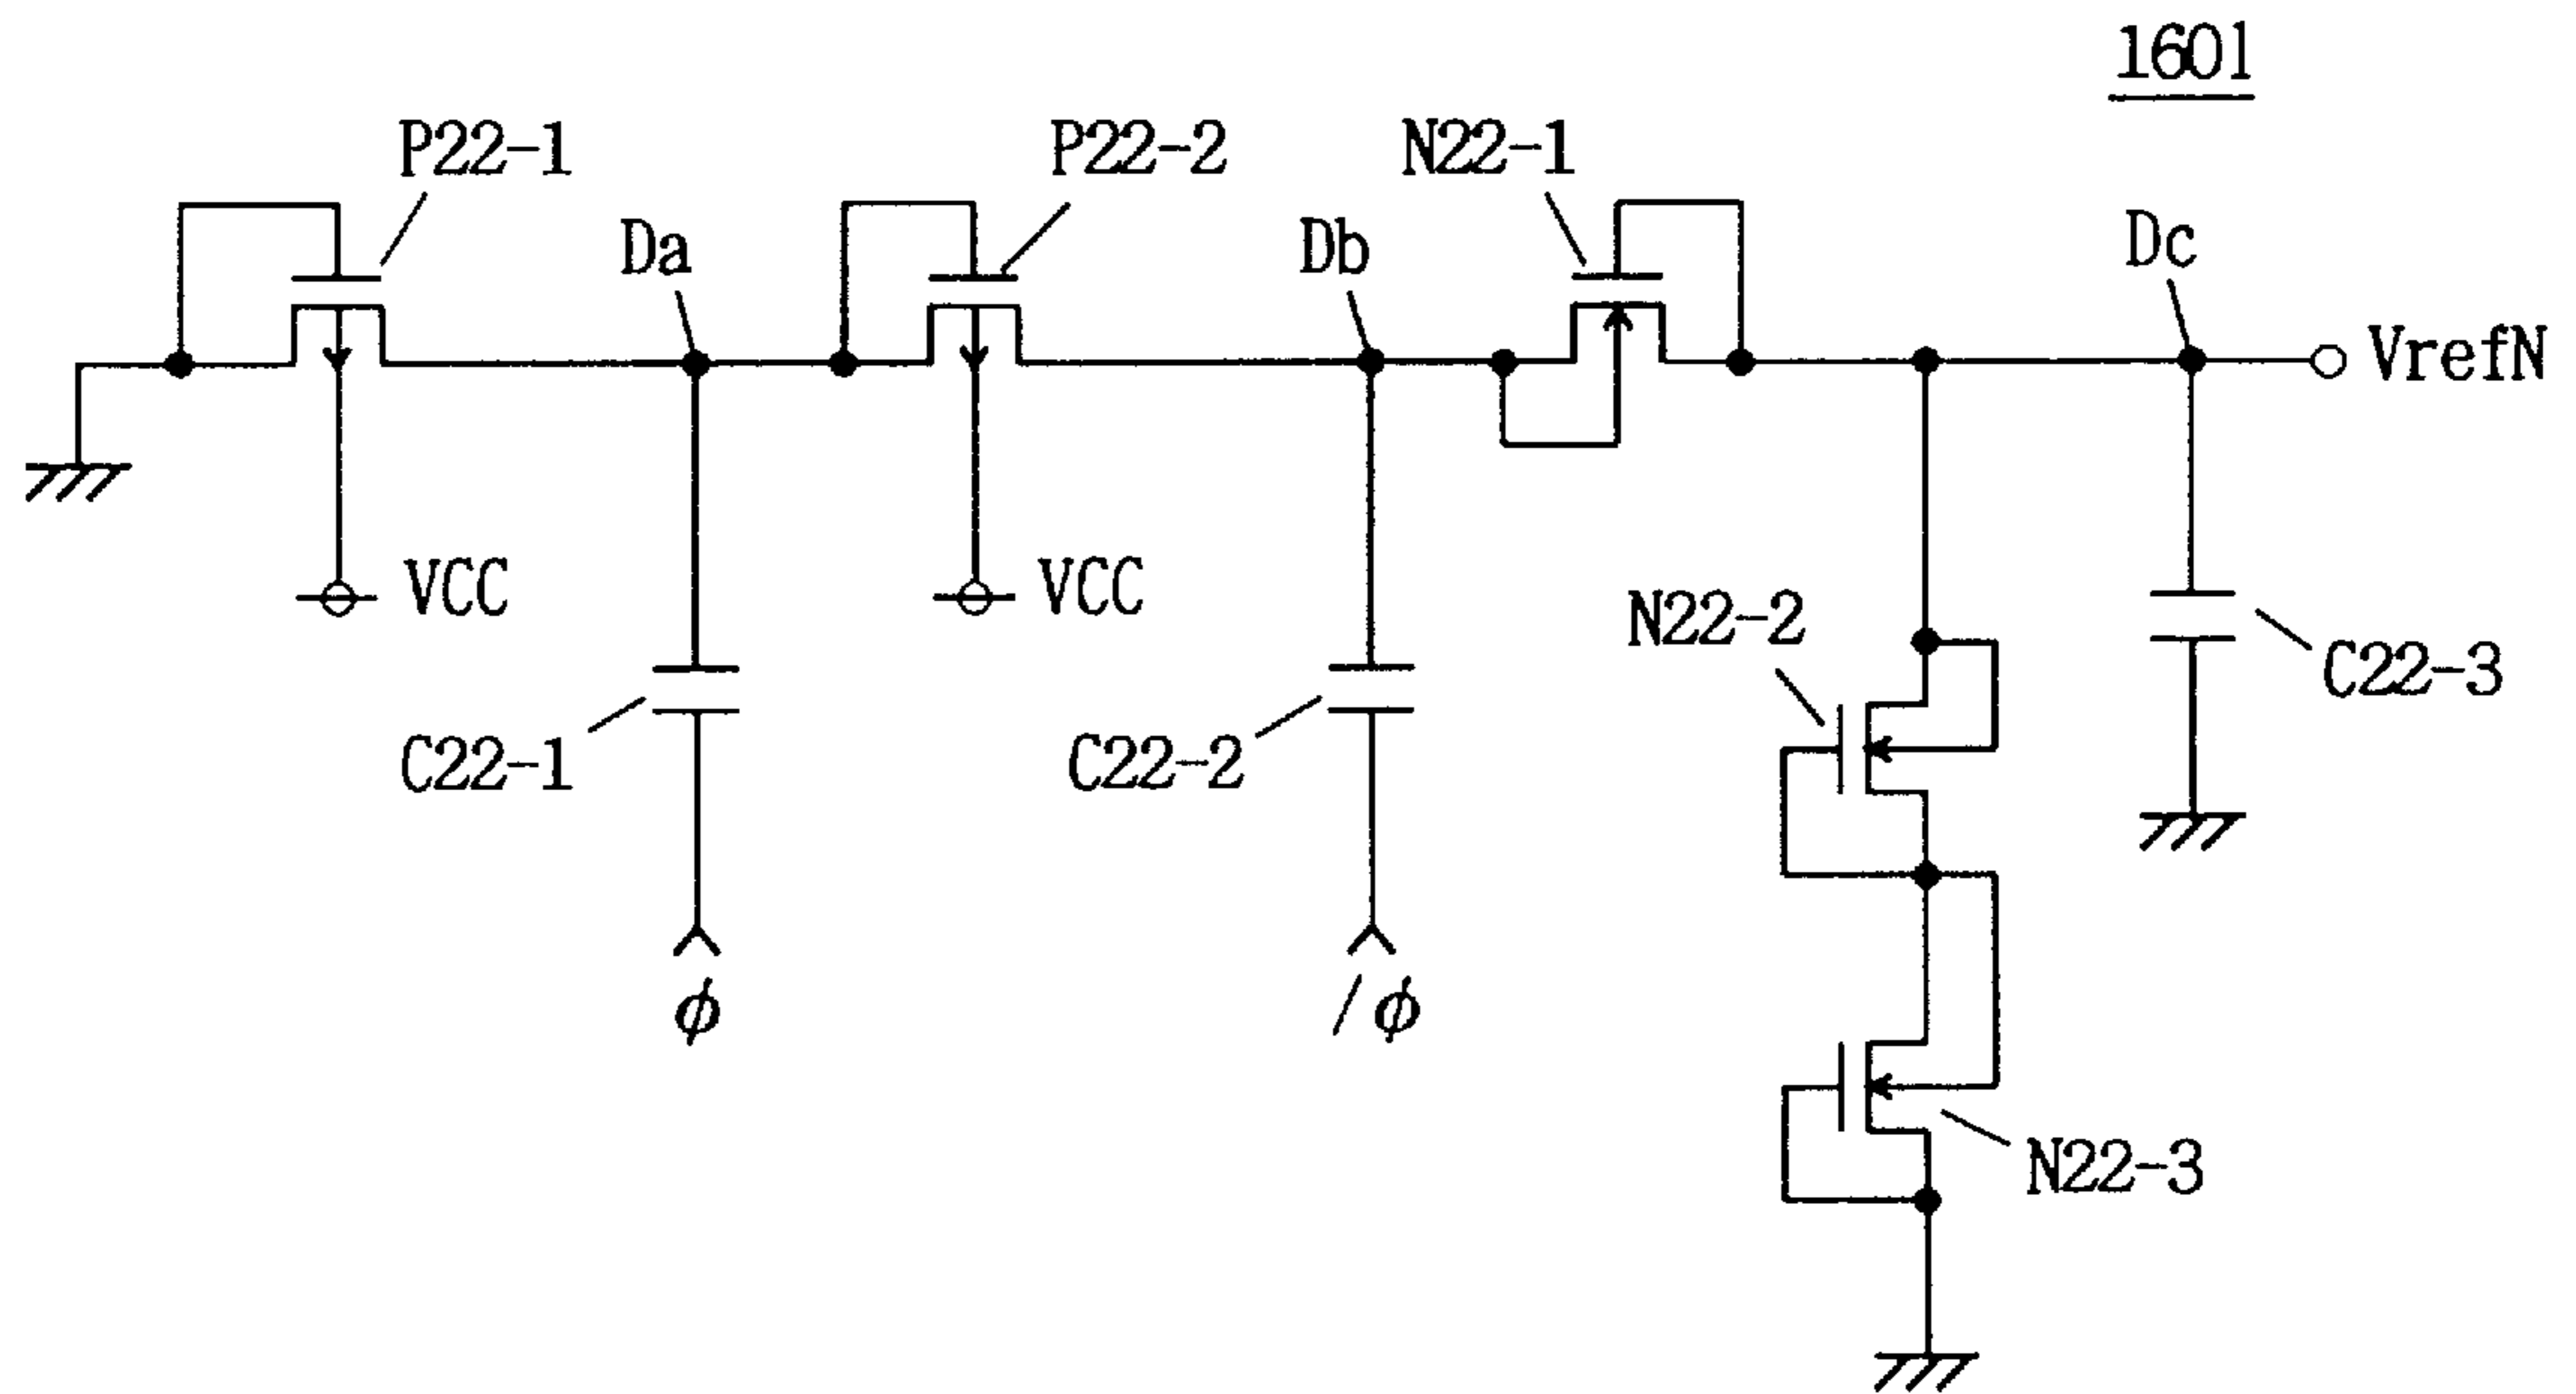 160l
P22-1
P22-2
N22-1
Da
Db
Dc
VrefN
VCC
VCC
N22-2
C22-3
C22-1
C22-2
ϕ
/ϕ
N22-3